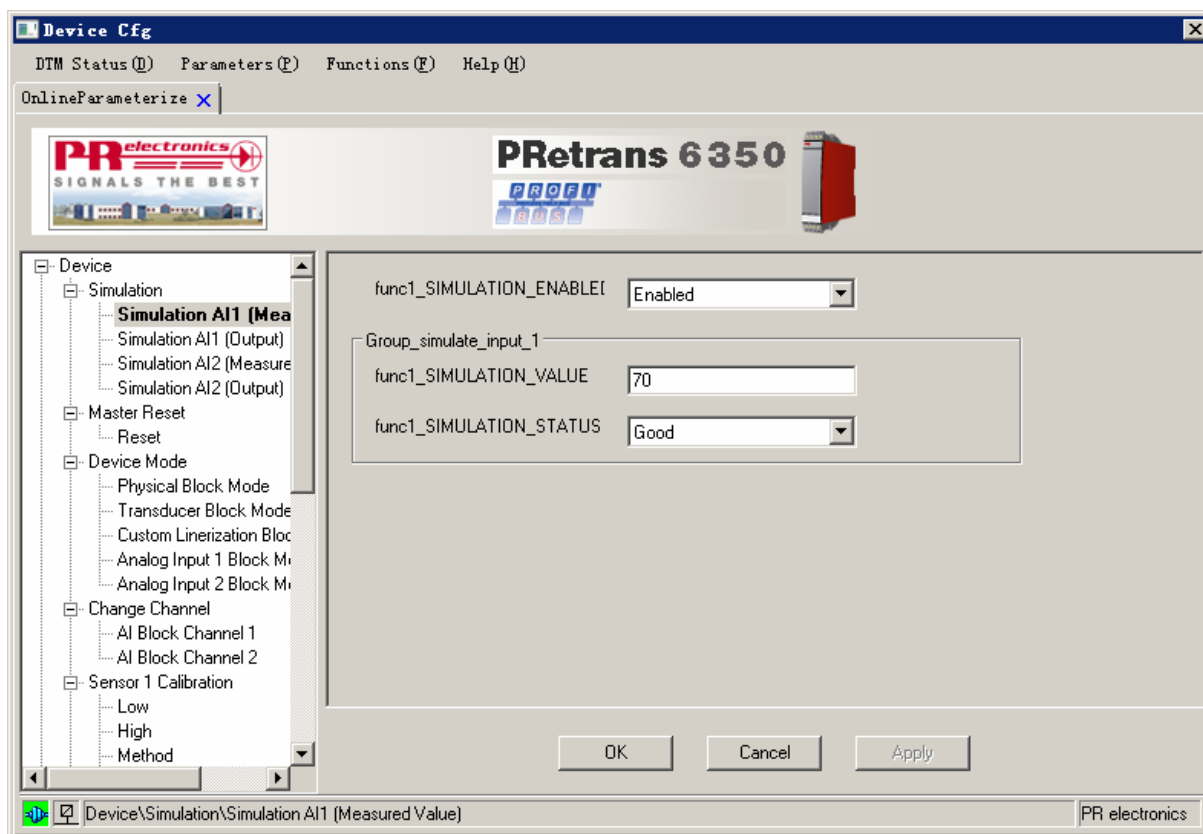 Device Cfg
DTM Status(D) Parameters(P) Functions(F) Help(H)
OnlineParameterize
PR electronics
SIGNALS THE BEST
PRetrans 6350
PROFI
BUS
Device
Simulation
Simulation AI1 (Mea
Simulation AI1 (Output)
Simulation AI2 (Measure
Simulation AI2 (Output)
Master Reset
Reset
Device Mode
Physical Block Mode
Transducer Block Mode
Custom Linerization Bloc
Analog Input 1 Block M
Analog Input 2 Block M
Change Channel
AI Block Channel 1
AI Block Channel 2
Sensor 1 Calibration
Low
High
Method
func1_SIMULATION_ENABLE
Enabled
Group_simulate_input_1
func1_SIMULATION_VALUE
70
func1_SIMULATION_STATUS
Good
OK Cancel Apply
Device\Simulation\Simulation AI1 (Measured Value)
PR electronics